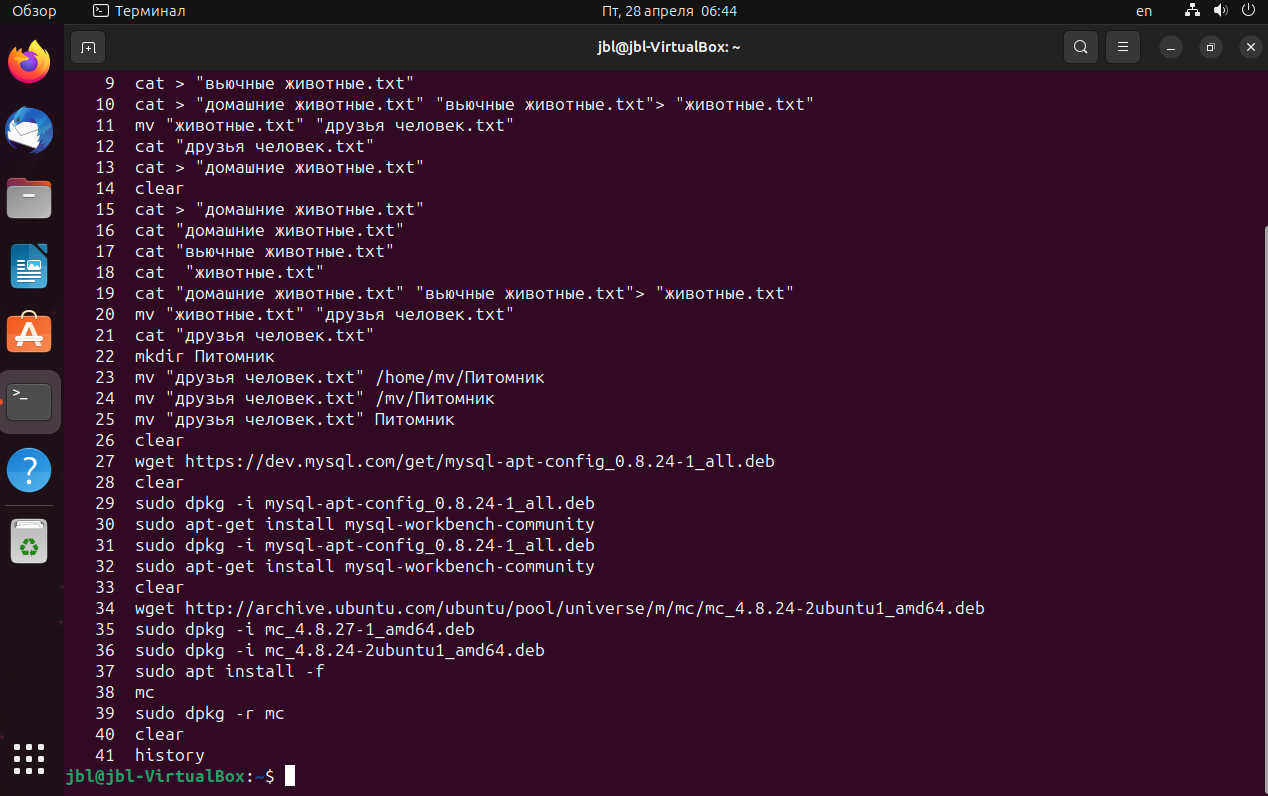 Обзор Терминал Пт, 28 апреля 06:44 en
jbl@jbl-VirtualBox: ~
9 cat > "вьючные животные.txt"
10 cat > "домашние животные.txt" "вьючные животные.txt"> "животные.txt"
11 mv "животные.txt" "друзья человек.txt"
12 cat "друзья человек.txt"
13 cat > "домашние животные.txt"
14 clear
15 cat > "домашние животные.txt"
16 cat "домашние животные.txt"
17 cat "вьючные животные.txt"
18 cat  "животные.txt"
19 cat "домашние животные.txt" "вьючные животные.txt"> "животные.txt"
20 mv "животные.txt" "друзья человек.txt"
21 cat "друзья человек.txt"
22 mkdir Питомник
23 mv "друзья человек.txt" /home/mv/Питомник
24 mv "друзья человек.txt" /mv/Питомник
25 mv "друзья человек.txt" Питомник
26 clear
27 wget https://dev.mysql.com/get/mysql-apt-config_0.8.24-1_all.deb
28 clear
29 sudo dpkg -i mysql-apt-config_0.8.24-1_all.deb
30 sudo apt-get install mysql-workbench-community
31 sudo dpkg -i mysql-apt-config_0.8.24-1_all.deb
32 sudo apt-get install mysql-workbench-community
33 clear
34 wget http://archive.ubuntu.com/ubuntu/pool/universe/m/mc/mc_4.8.24-2ubuntu1_amd64.deb
35 sudo dpkg -i mc_4.8.27-1_amd64.deb
36 sudo dpkg -i mc_4.8.24-2ubuntu1_amd64.deb
37 sudo apt install -f
38 mc
39 sudo dpkg -r mc
40 clear
41 history
jbl@jbl-VirtualBox:~$